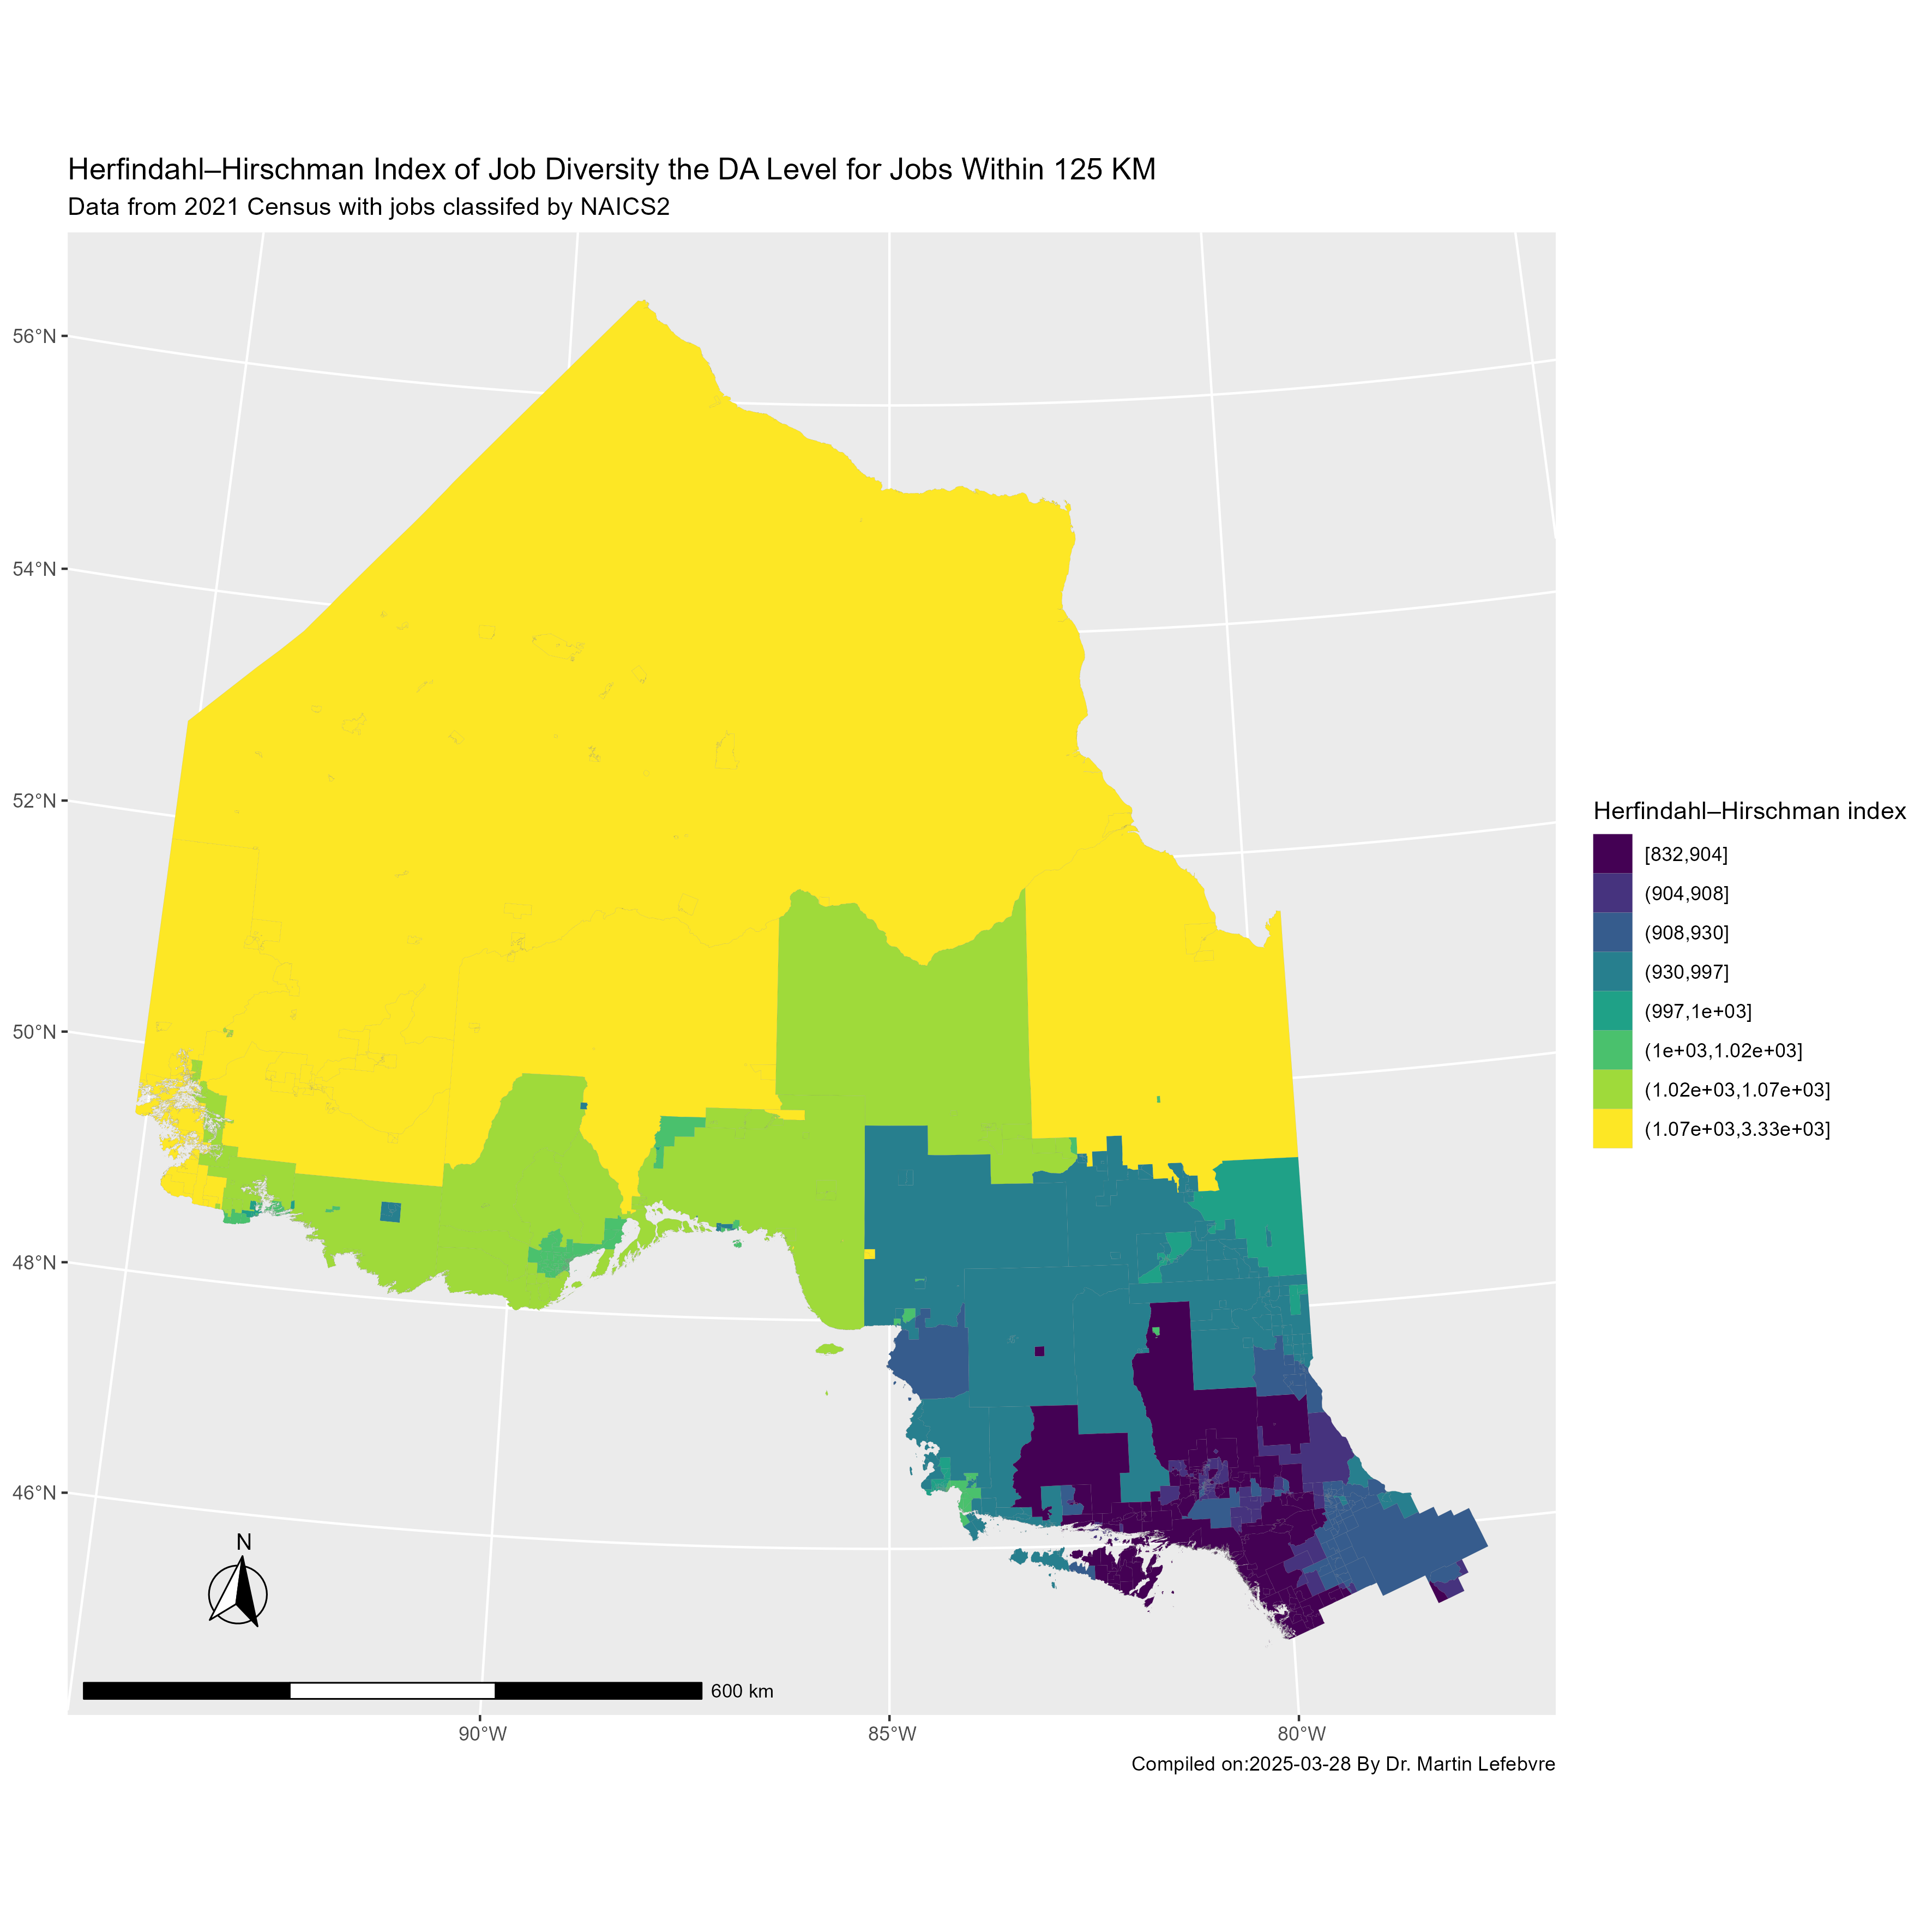 Herfindahl–Hirschman Index of Job Diversity the DA Level for Jobs Within 125 KM
Data from 2021 Census with jobs classifed by NAICS2
56°N
54°N
52°N
50°N
48°N
46°N
Herfindahl–Hirschman index
[832,904]
(904,908]
(908,930]
(930,997]
(997,1e+03]
(1e+03,1.02e+03]
(1.02e+03,1.07e+03]
(1.07e+03,3.33e+03]
N
600 km
90°W
85°W
80°W
Compiled on:2025-03-28 By Dr. Martin Lefebvre